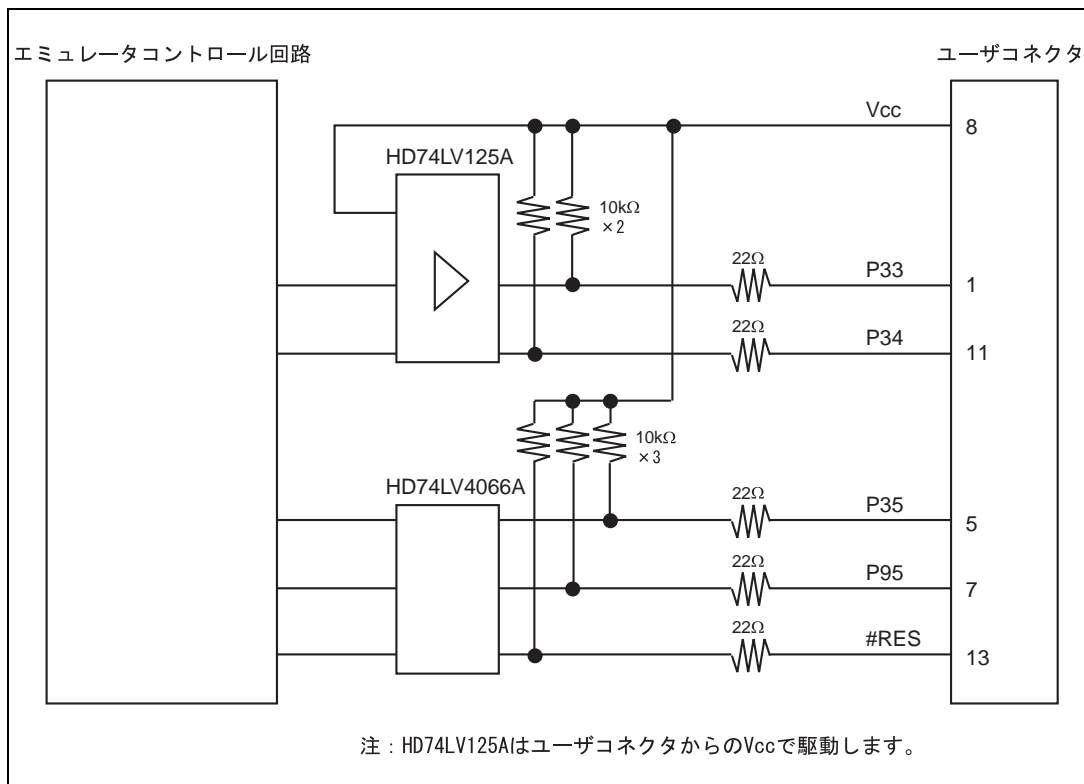 エミュレータコントロール回路
ユーザコネクタ
Vcc
8
HD74LV125A
10kΩ
×2
22Ω
P33
1
22Ω
P34
11
10kΩ
×3
HD74LV4066A
22Ω
P35
5
22Ω
P95
7
22Ω
#RES
13
注：HD74LV125AはユーザコネクタからのVccで駆動します。